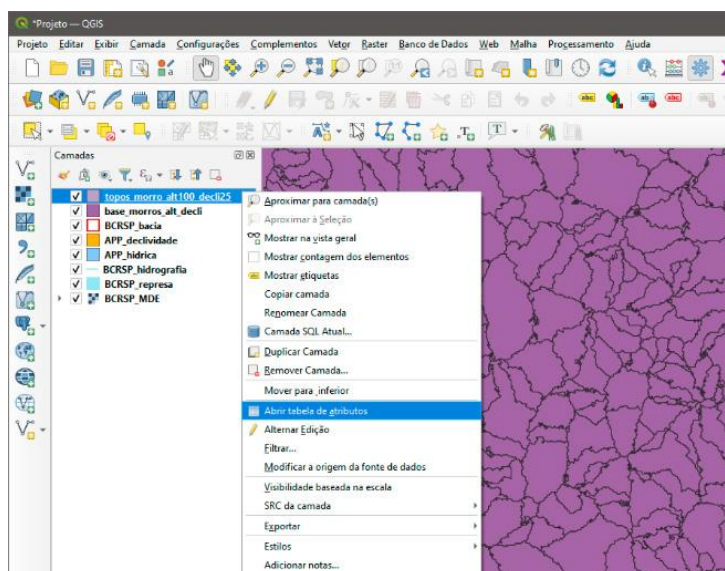 *Projeto — QGIS
Projeto Editar Exibir Camada Configurações Complementos Vetor Raster Banco de Dados Web Malha Processamento Ajuda
Camadas
topos_morro_alt100_decli25
base_morros_alt_decli
BCRSP_bacia
APP_declividade
APP_hidrica
BCRSP_hidrografia
BCRSP_represa
BCRSP_MDE
Aproximar para camada(s)
Aproximar à Seleção
Mostrar na vista geral
Mostrar contagem dos elementos
Mostrar etiquetas
Copiar camada
Renomear Camada
Camada SQL Atual...
Duplicar Camada
Remover Camada...
Mover para_inferior
Abrir tabela de atributos
Alternar Edição
Filtrar...
Modificar a origem da fonte de dados
Visibilidade baseada na escala
SRC da camada
Exportar
Estilos
Adicionar notas...